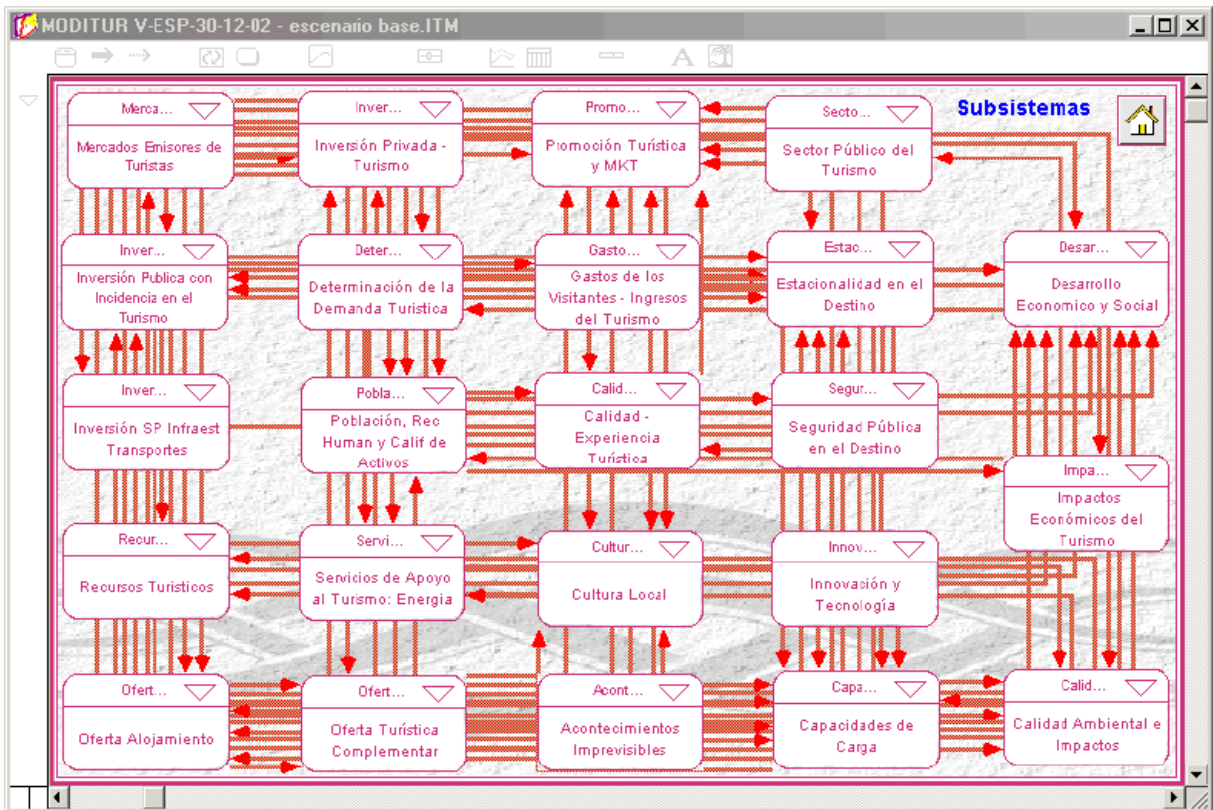 MODITUR V-ESP-30-12-02 - escenario base.ITM
A
Subsistemas
Merca...
Mercados Emisores de
Turistas
Inver...
Inversión Privada -
Turismo
Promo...
Promoción Turística
y MKT
Secto...
Sector Público del
Turismo
Inver...
Inversión Publica con
Incidencia en el
Turismo
Deter...
Determinación de la
Demanda Turistica
Gasto...
Gastos de los
Visitantes - Ingresos
del Turismo
Estac...
Estacionalidad en el
Destino
Desar...
Desarrollo
Economico y Social
Inver...
Inversión SP Infraest
Transportes
Pobla...
Población, Rec
Human y Calif de
Activos
Calid...
Calidad -
Experiencia
Turística
Segur...
Seguridad Pública
en el Destino
Impa...
Impactos
Económicos del
Turismo
Recur...
Recursos Turisticos
Servi...
Servicios de Apoyo
al Turismo: Energia
Cultur...
Cultura Local
Innov...
Innovación y
Tecnología
Ofert...
Oferta Alojamiento
Ofert...
Oferta Turística
Complementar
Acont...
Acontecimientos
Imprevisibles
Capa...
Capacidades de
Carga
Calid...
Calidad Ambiental e
Impactos